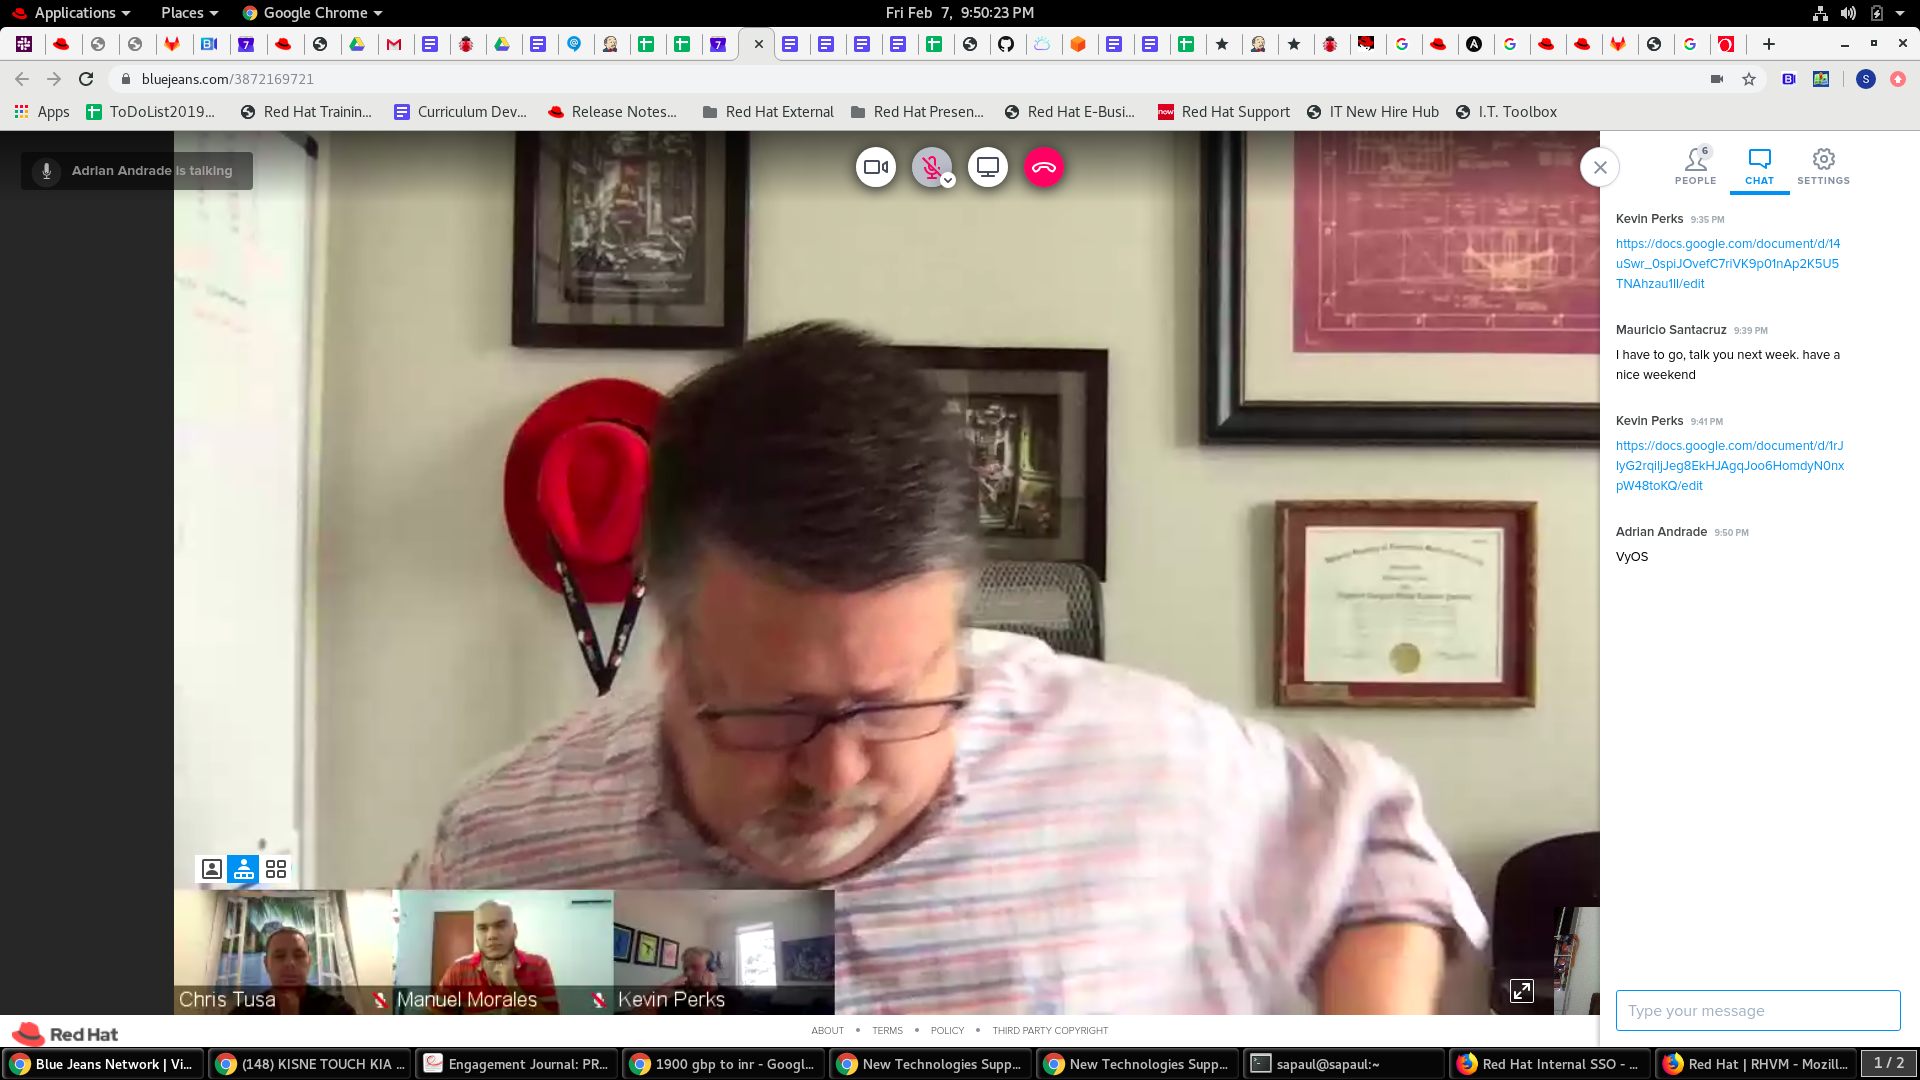 Applications
Places
Google Chrome
Fri Feb 7, 9:50:23 PM
bluejeans.com/3872169721
Apps
ToDoList2019...
Red Hat Trainin...
Curriculum Dev...
Release Notes...
Red Hat External
Red Hat Presen...
Red Hat E-Busi...
Red Hat Support
IT New Hire Hub
I.T. Toolbox
Adrian Andrade is talking
6
PEOPLE
CHAT
SETTINGS
Kevin Perks 9:35 PM
https://docs.google.com/document/d/14
uSwr_0spiJOvefC7riVK9p01nAp2K5U5
TNAhzau1lI/edit
Mauricio Santacruz 9:39 PM
I have to go, talk you next week. have a
nice weekend
Kevin Perks 9:41 PM
https://docs.google.com/document/d/1rJ
lyG2rqiljJeg8EkHJAgqJoo6HomdyN0nx
pW48toKQ/edit
Adrian Andrade 9:50 PM
VyOS
Chris Tusa
Manuel Morales
Kevin Perks
Type your message
Red Hat
ABOUT • TERMS • POLICY • THIRD PARTY COPYRIGHT
Blue Jeans Network | Vi...
(148) KISNE TOUCH KIA ...
Engagement Journal: PR...
1900 gbp to inr - Googl...
New Technologies Supp...
New Technologies Supp...
sapaul@sapaul:~
Red Hat Internal SSO - ...
Red Hat | RHVM - Mozill...
1 / 2